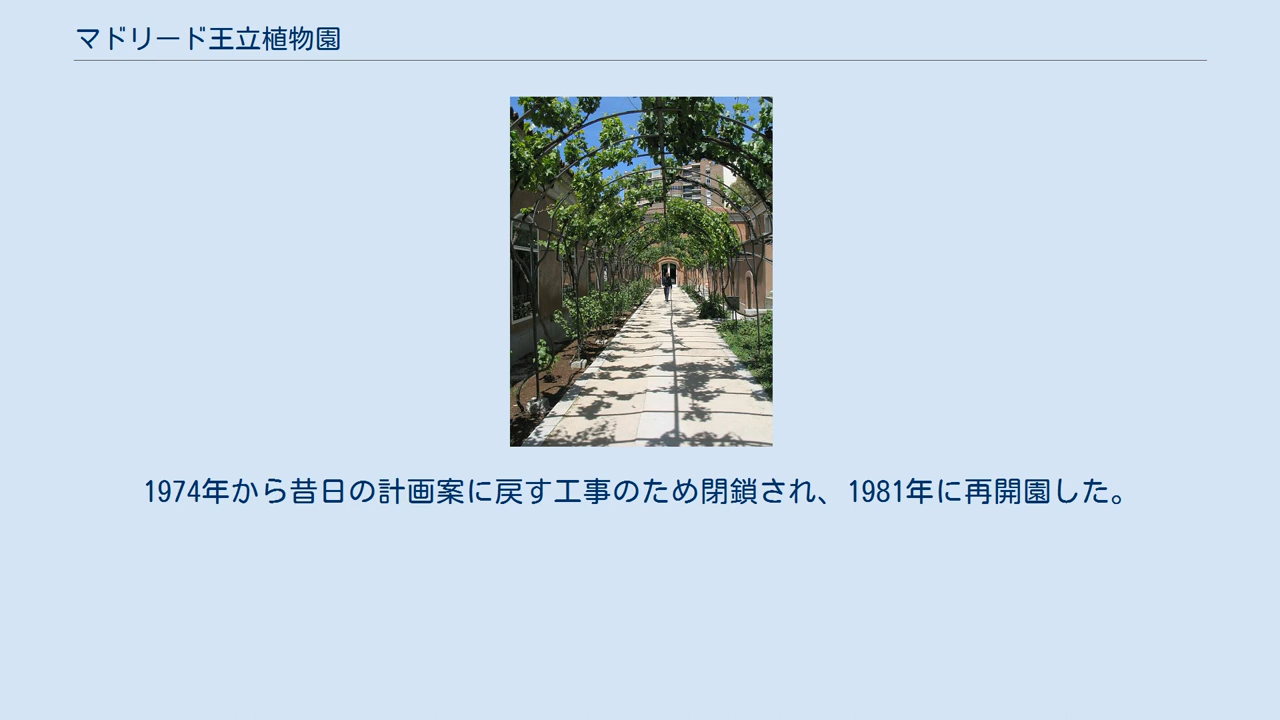 マドリード王立植物園
1974年から昔日の計画案に戻す工事のため閉鎖され、1981年に再開園した。